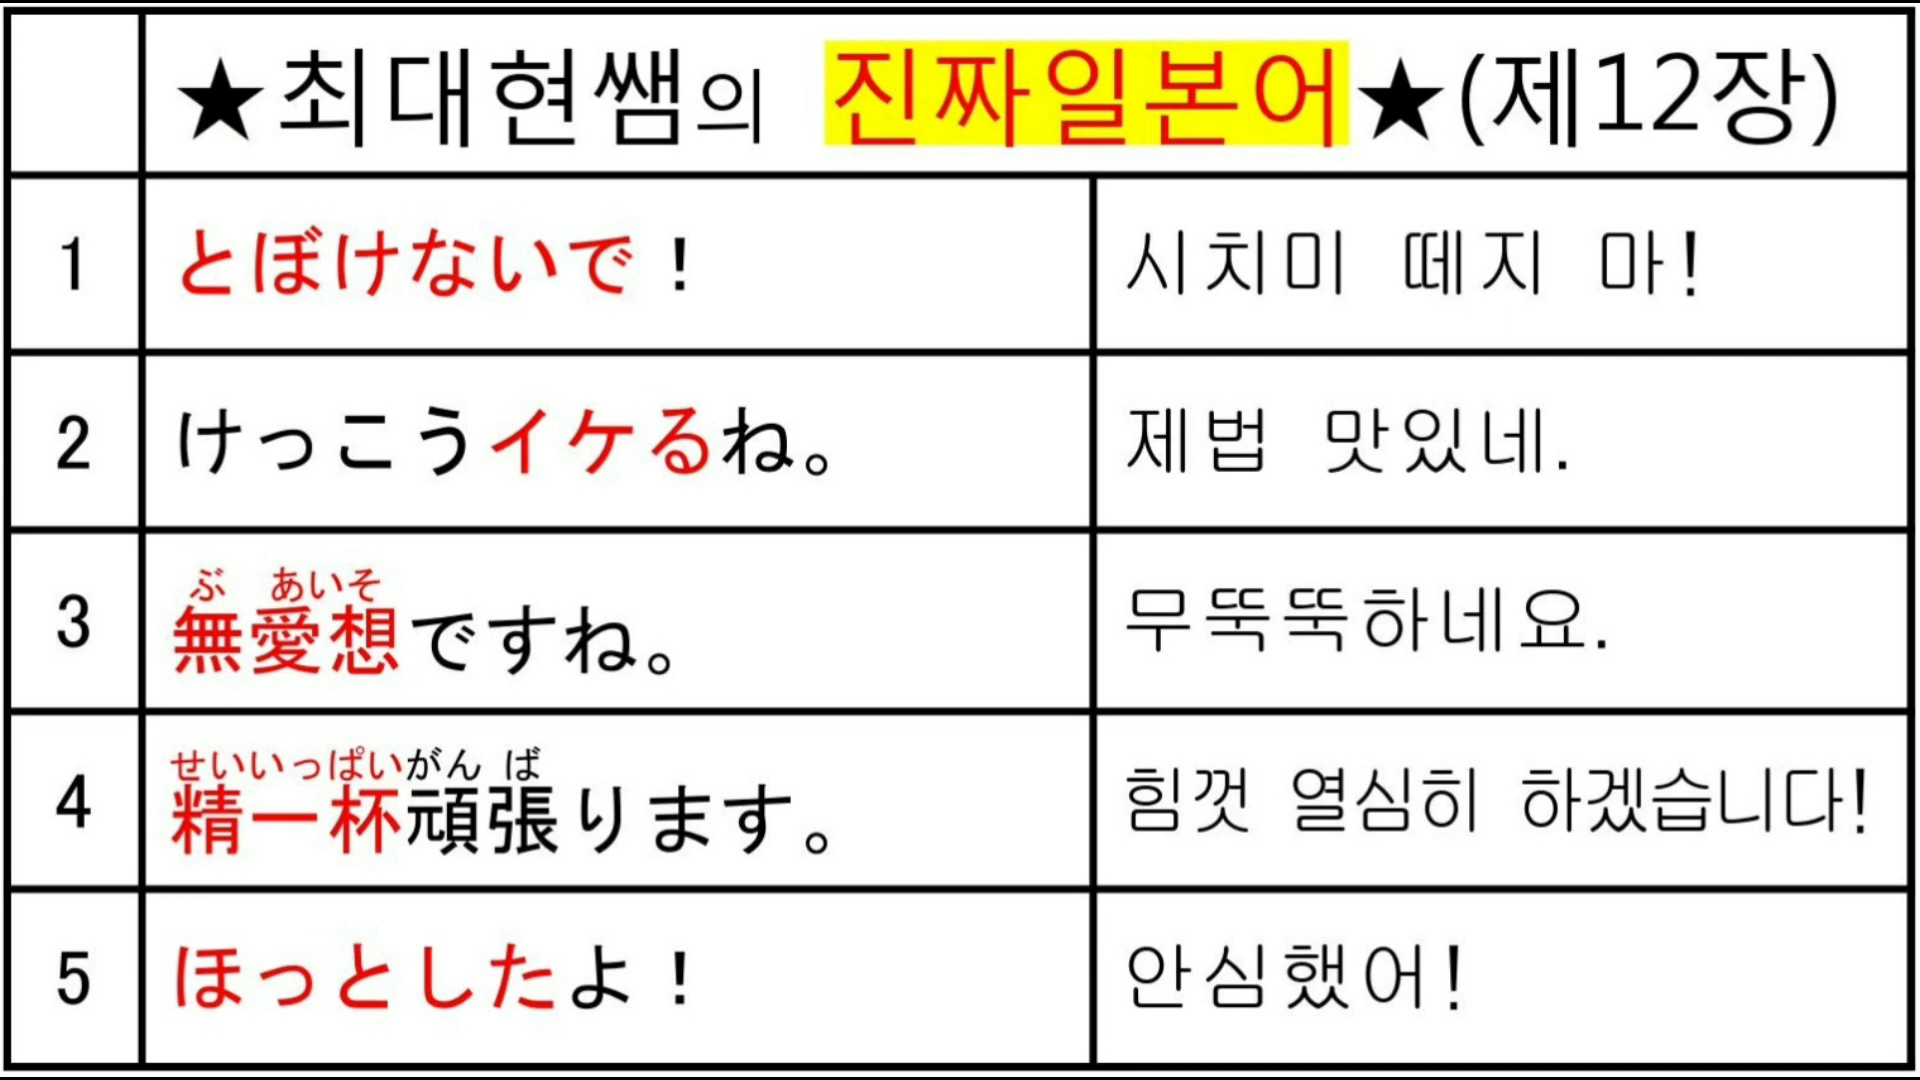 ★최대현쌤의 진짜일본어★(제12장)
1 とぼけないで！ 시치미 떼지 마!
2 けっこうイケるね。 제법 맛있네.
ぶ あいそ
3 無愛想ですね。 무뚝뚝하네요.
せいいっぱいがん ば
4 精一杯頑張ります。 힘껏 열심히 하겠습니다!
5 ほっとしたよ！ 안심했어!